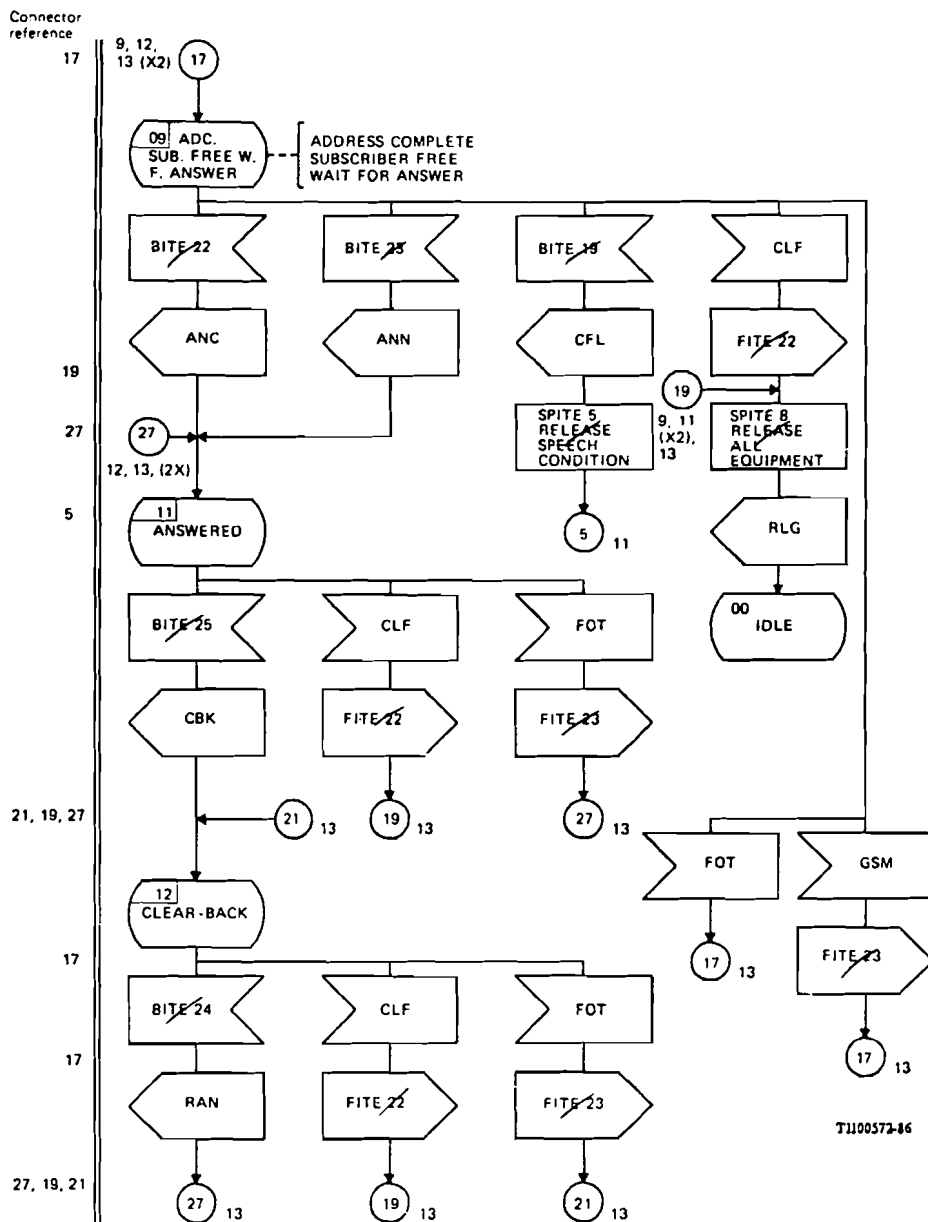 Connector
reference
17
9, 12,
13 (X2)
17
09 ADC.
SUB. FREE W.
F. ANSWER
ADDRESS COMPLETE
SUBSCRIBER FREE
WAIT FOR ANSWER
BITE 22
BITE 23
BITE 19
CLF
ANC
ANN
CFL
FITE 22
19
19
9, 11
(X2),
13
27
27
12, 13, (2X)
SPITE 5
RELEASE
SPEECH
CONDITION
SPITE 8
RELEASE
ALL
EQUIPMENT
5
11
ANSWERED
5
11
RLG
BITE 25
CLF
FOT
00
IDLE
CBK
FITE 22
FITE 23
21, 19, 27
21
13
19
13
27
13
FOT
GSM
12
CLEAR-BACK
17
17
13
FITE 23
BITE 24
CLF
FOT
17
17
13
RAN
FITE 22
FITE 23
T1100572-86
27, 19, 21
27
13
19
13
21
13